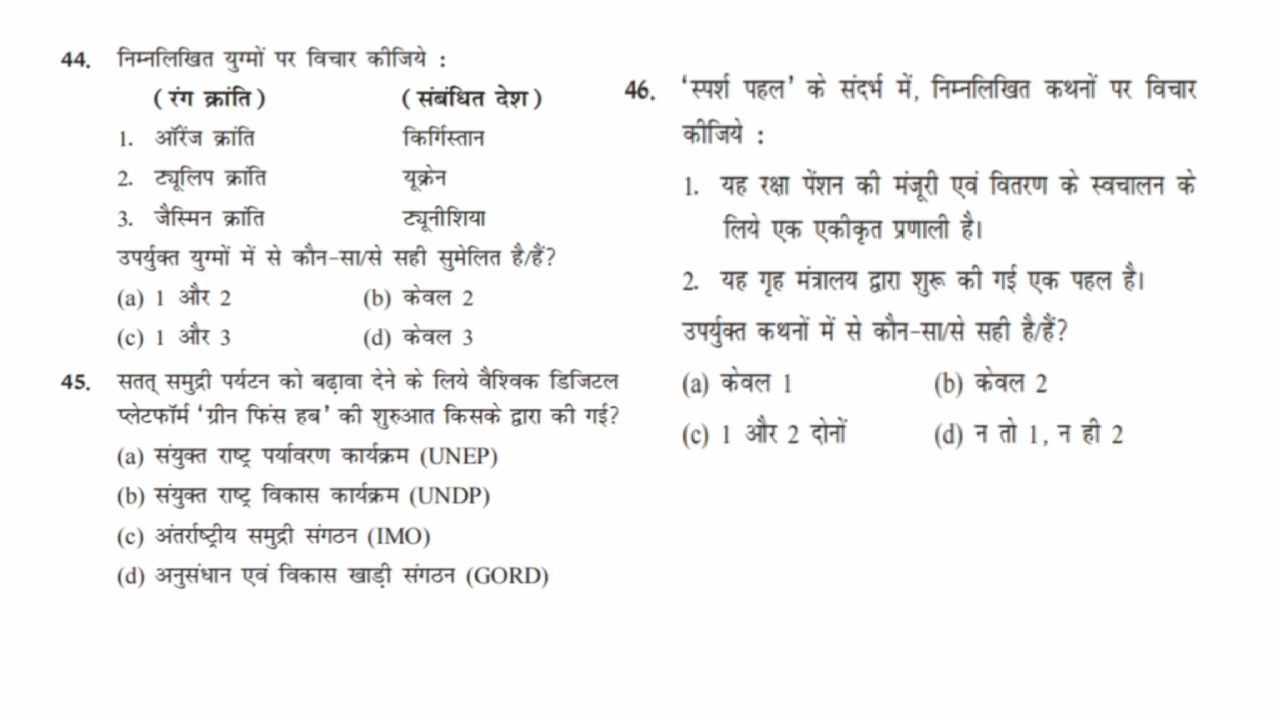 44. निम्नलिखित युग्मों पर विचार कीजिये :
(रंग क्रांति) (संबंधित देश)
1. ऑरेंज क्रांति किर्गिस्तान
2. ट्यूलिप क्रांति यूक्रेन
3. जैस्मिन क्रांति ट्यूनीशिया
उपर्युक्त युग्मों में से कौन-सा/से सही सुमेलित है/हैं?
(a) 1 और 2 (b) केवल 2
(c) 1 और 3 (d) केवल 3
45. सतत् समुद्री पर्यटन को बढ़ावा देने के लिये वैश्विक डिजिटल
प्लेटफॉर्म ‘ग्रीन फिंस हब’ की शुरुआत किसके द्वारा की गई?
(a) संयुक्त राष्ट्र पर्यावरण कार्यक्रम (UNEP)
(b) संयुक्त राष्ट्र विकास कार्यक्रम (UNDP)
(c) अंतर्राष्ट्रीय समुद्री संगठन (IMO)
(d) अनुसंधान एवं विकास खाड़ी संगठन (GORD)
46. ‘स्पर्श पहल’ के संदर्भ में, निम्नलिखित कथनों पर विचार
कीजिये :
1. यह रक्षा पेंशन की मंजूरी एवं वितरण के स्वचालन के
लिये एक एकीकृत प्रणाली है।
2. यह गृह मंत्रालय द्वारा शुरू की गई एक पहल है।
उपर्युक्त कथनों में से कौन-सा/से सही है/हैं?
(a) केवल 1 (b) केवल 2
(c) 1 और 2 दोनों (d) न तो 1, न ही 2